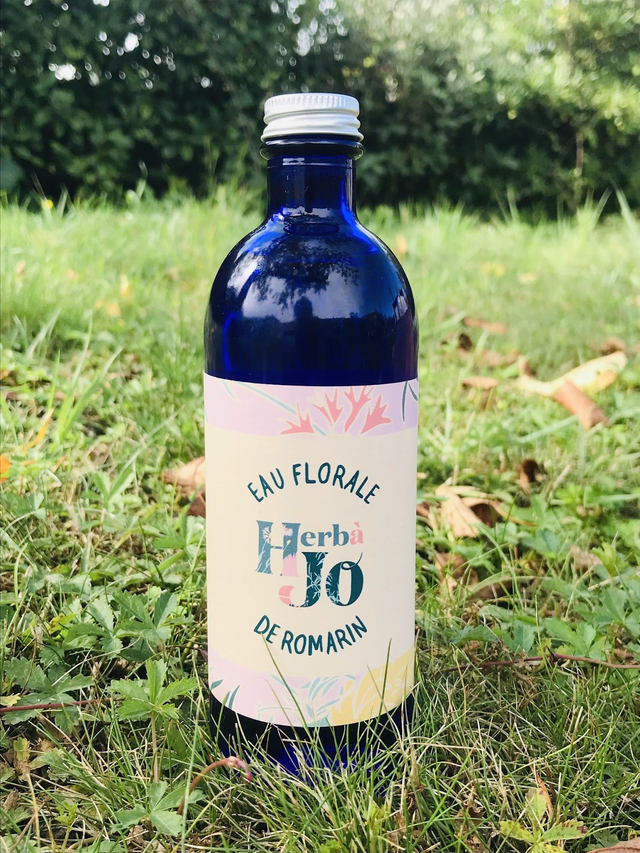 EAU FLORALE
Herbà
JO
DE ROMARIN